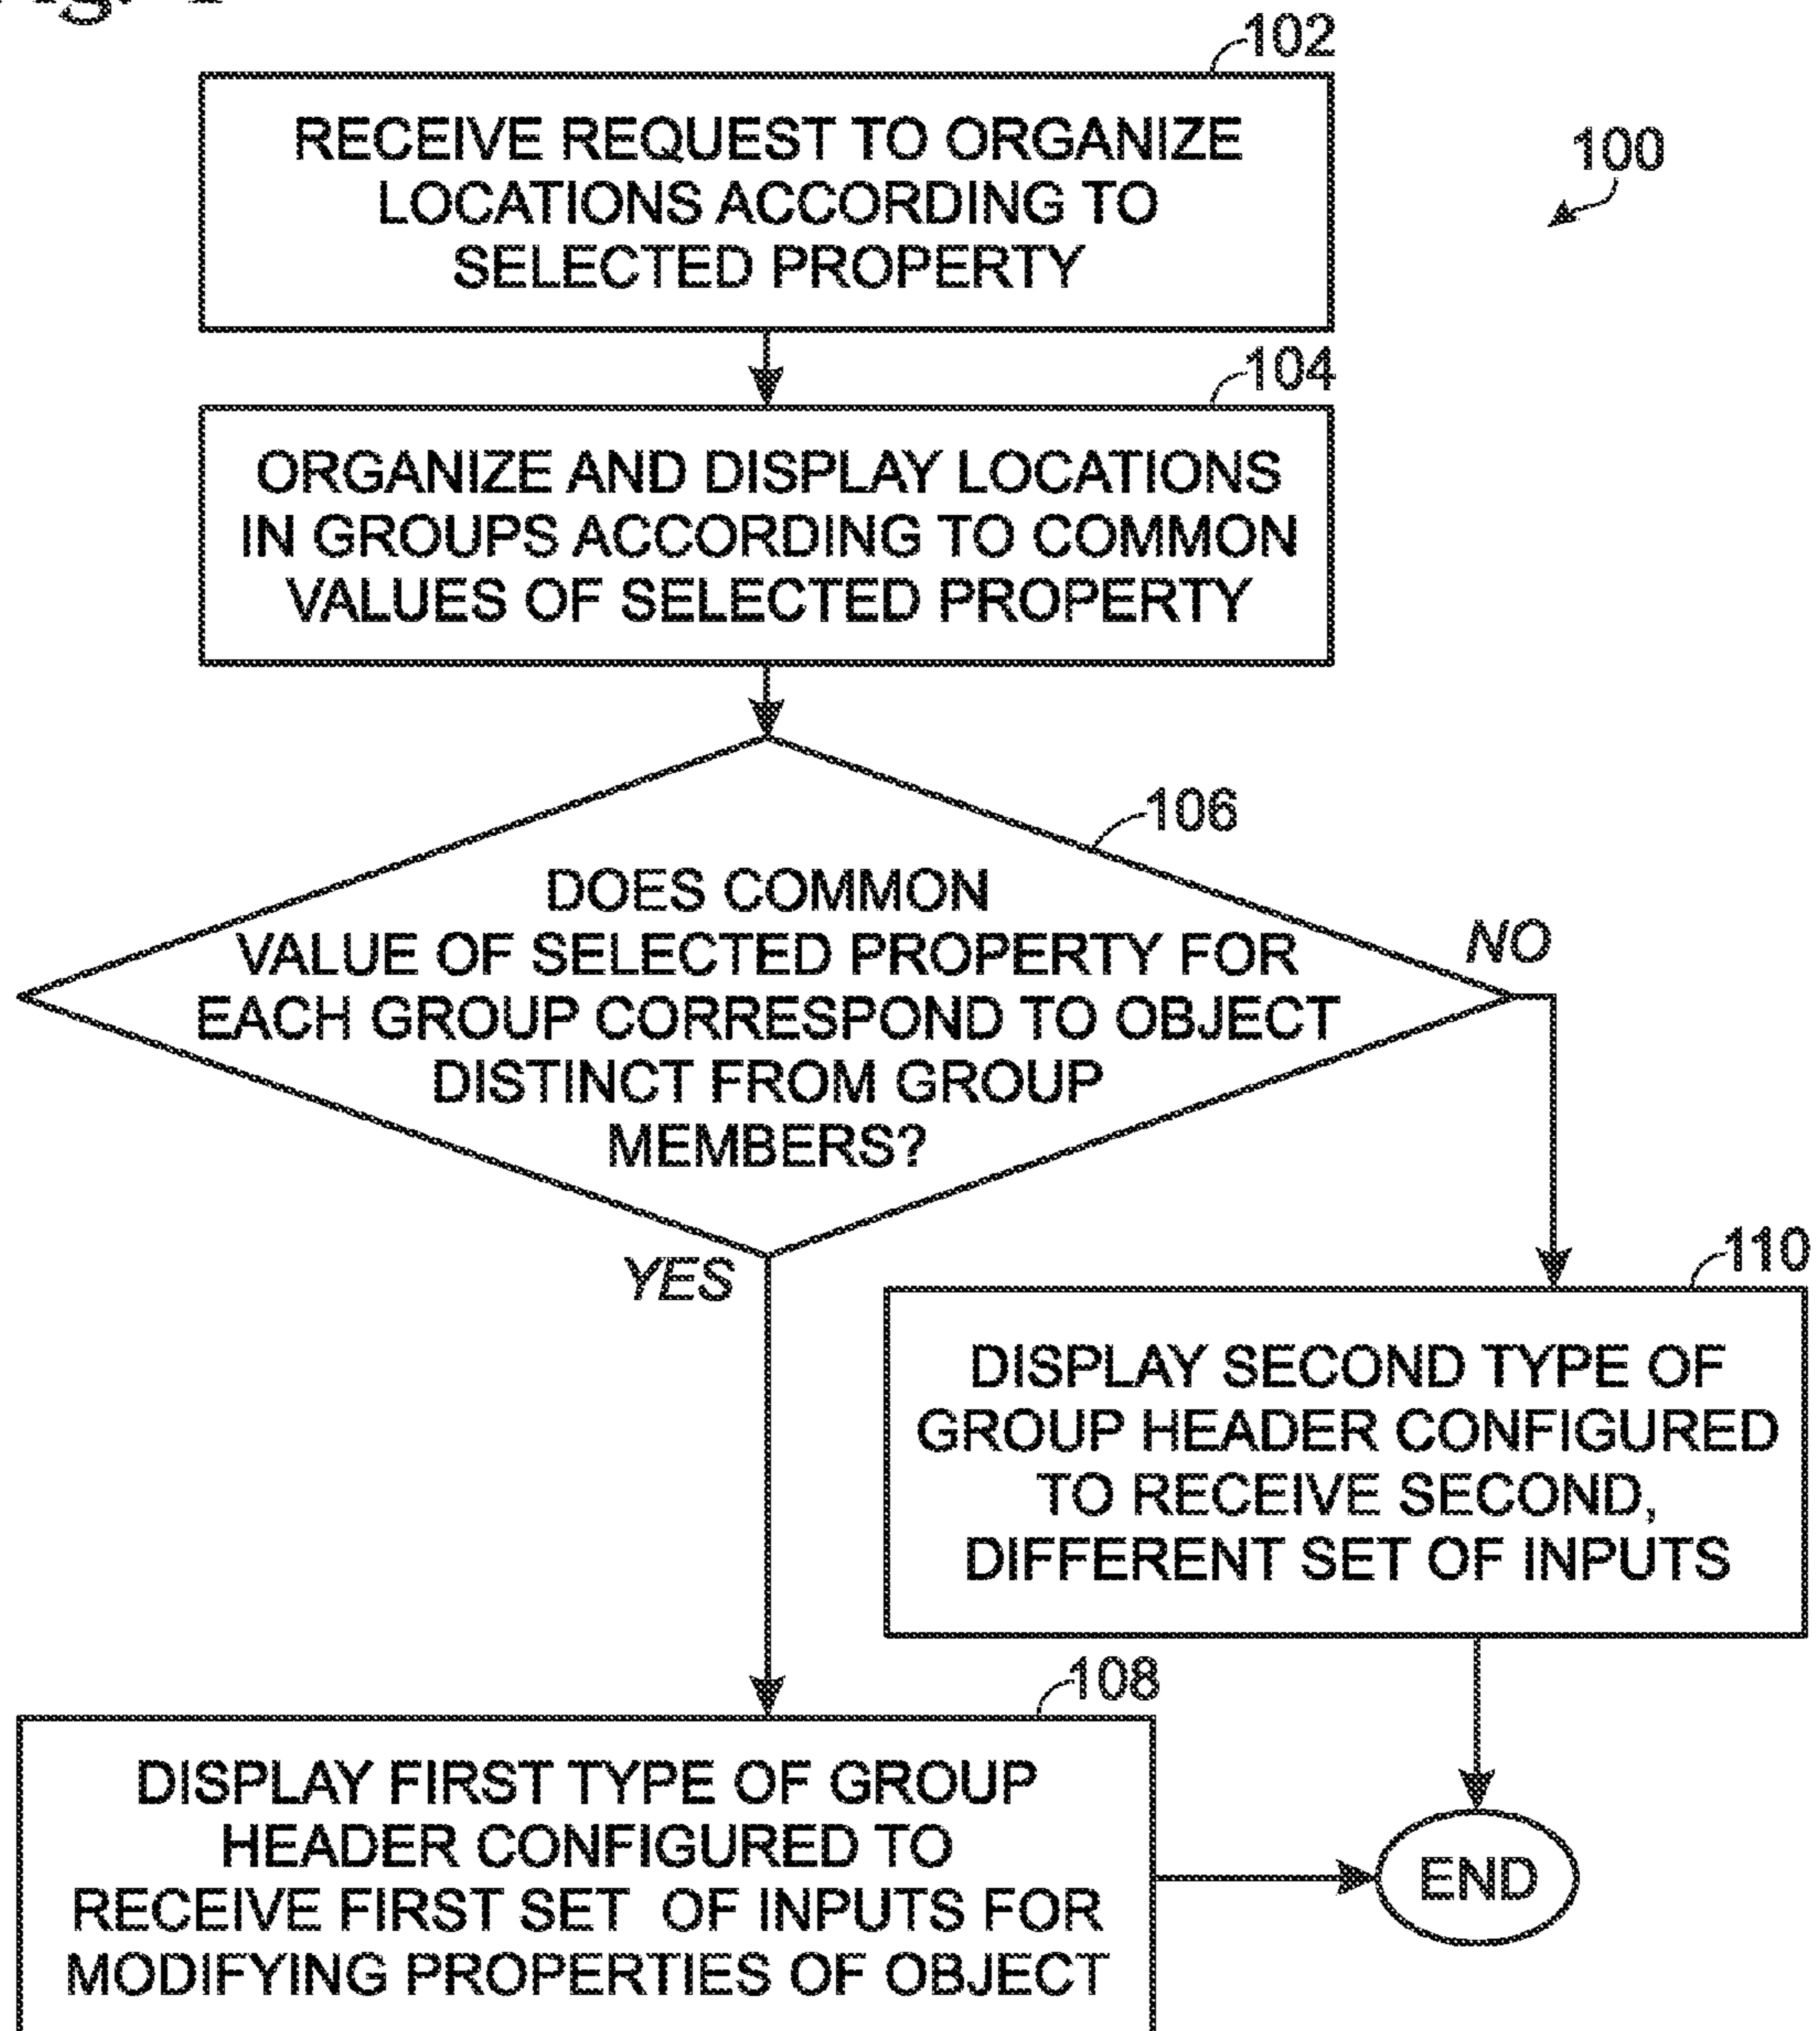 102
RECEIVE REQUEST TO ORGANIZE
LOCATIONS ACCORDING TO
SELECTED PROPERTY
100
104
ORGANIZE AND DISPLAY LOCATIONS
IN GROUPS ACCORDING TO COMMON
VALUES OF SELECTED PROPERTY
106
DOES COMMON
VALUE OF SELECTED PROPERTY FOR
EACH GROUP CORRESPOND TO OBJECT
DISTINCT FROM GROUP
MEMBERS?
NO
YES
110
DISPLAY SECOND TYPE OF
GROUP HEADER CONFIGURED
TO RECEIVE SECOND,
DIFFERENT SET OF INPUTS
108
DISPLAY FIRST TYPE OF GROUP
HEADER CONFIGURED TO
RECEIVE FIRST SET OF INPUTS FOR
MODIFYING PROPERTIES OF OBJECT
END